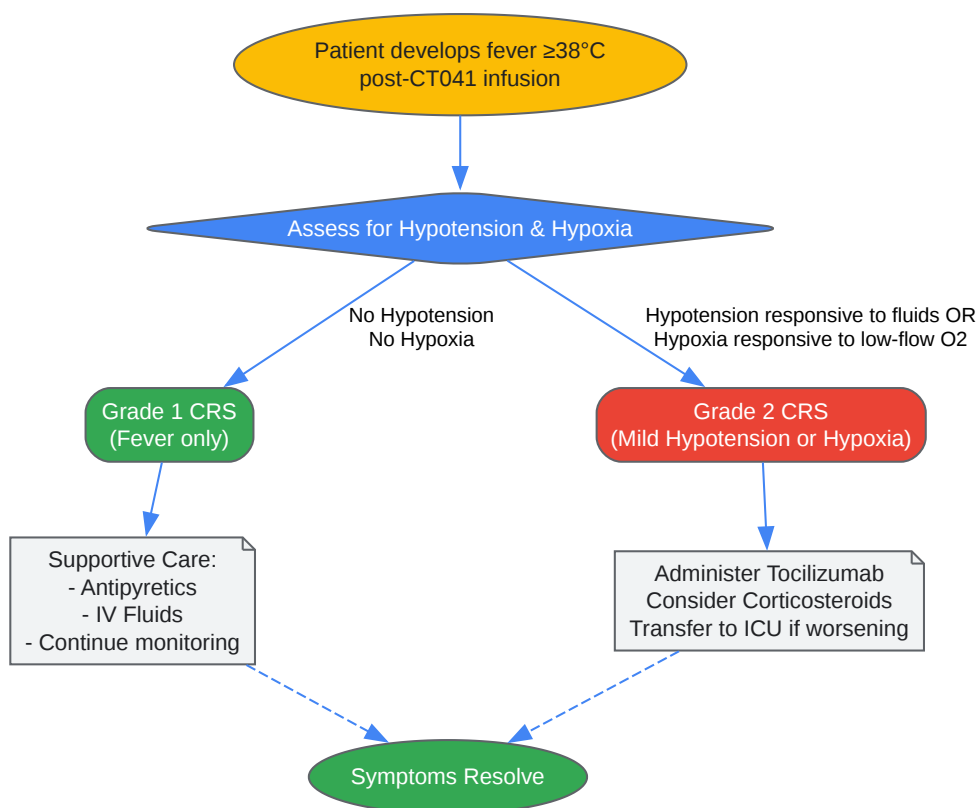 Patient develops fever ≥38°C
post-CT041 infusion
Assess for Hypotension & Hypoxia
No Hypotension
No Hypoxia
Hypotension responsive to fluids OR
Hypoxia responsive to low-flow O2
Grade 1 CRS
(Fever only)
Grade 2 CRS
(Mild Hypotension or Hypoxia)
Supportive Care:
- Antipyretics
- IV Fluids
- Continue monitoring
Administer Tocilizumab
Consider Corticosteroids
Transfer to ICU if worsening
Symptoms Resolve